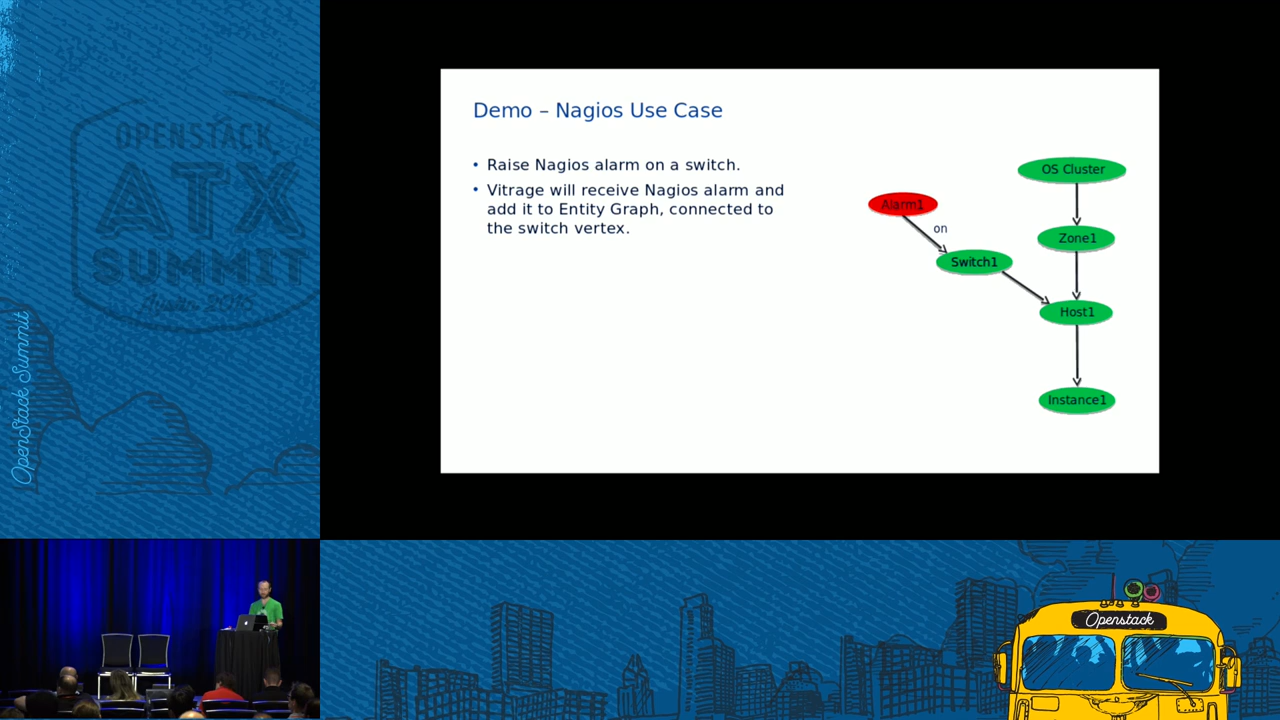 OPENSTACK
ATX
SUMMIT
Austin 2016
OpenStack Summit
Demo – Nagios Use Case
• Raise Nagios alarm on a switch.
• Vitrage will receive Nagios alarm and
add it to Entity Graph, connected to
the switch vertex.
OS Cluster
Alarm1
on
Zone1
Switch1
Host1
Instance1
Openstack